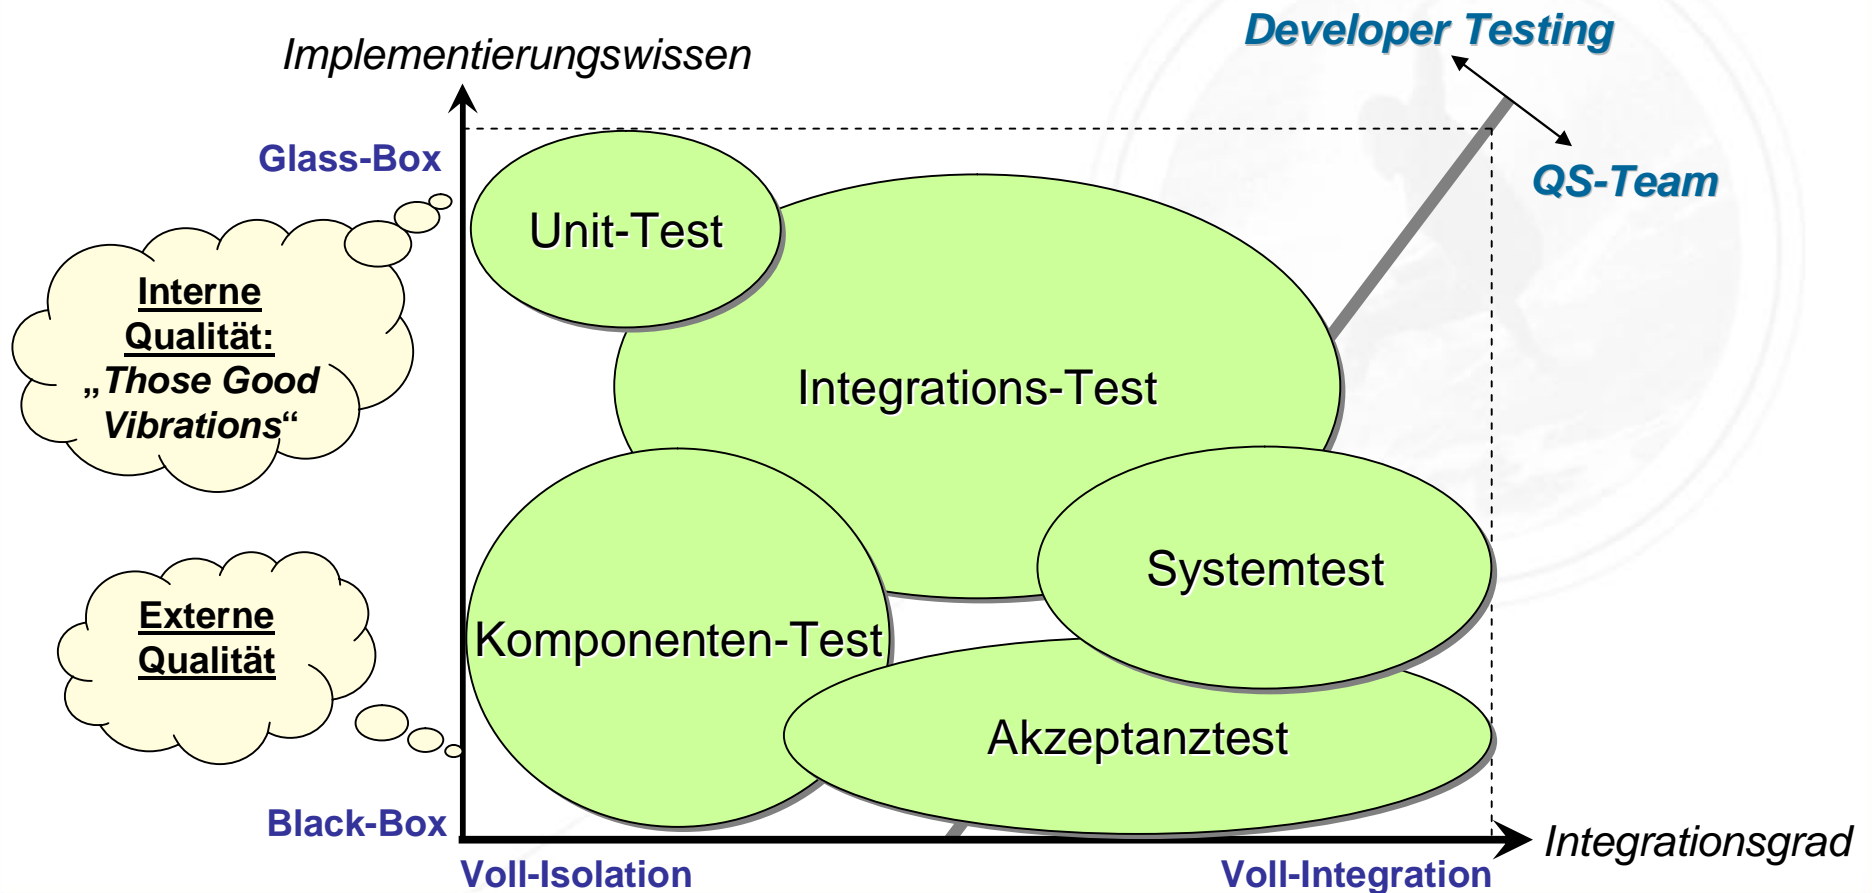 Developer Testing
Implementierungswissen
Glass-Box
QS-Team
Unit-Test
Interne
Qualität:
„Those Good
Vibrations“
Integrations-Test
Systemtest
Externe
Qualität
Komponenten-Test
Akzeptanztest
Black-Box
Integrationsgrad
Voll-Isolation
Voll-Integration